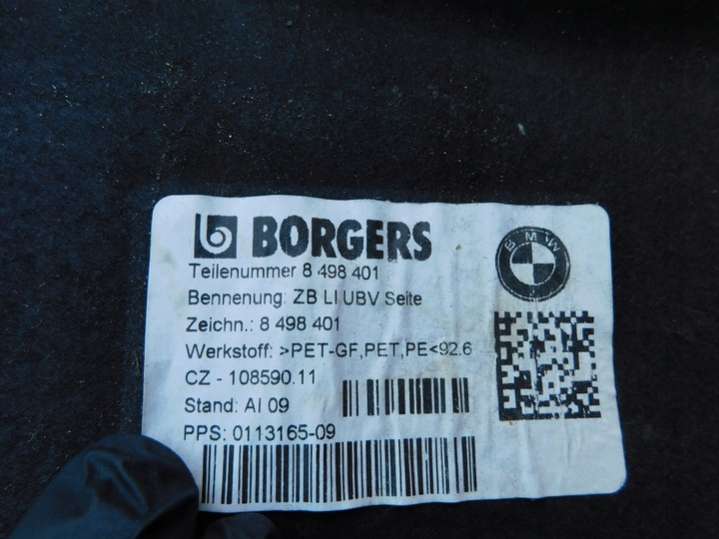 BORGERS
BMW
Teilenummer 8 498 401
Bennenung: ZB LI UBV Seite
Zeichn.: 8 498 401
Werkstoff: >PET-GF,PET,PE<92.6
CZ - 108590.11
Stand: AI 09
PPS: 0113165-09